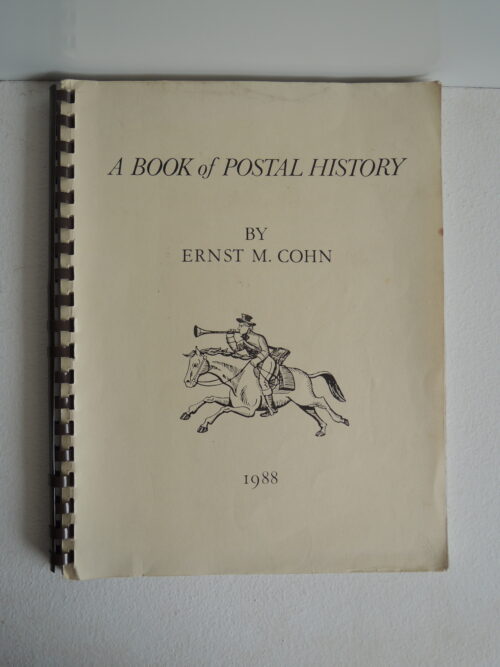 A BOOK of POSTAL HISTORY
BY
ERNST M. COHN
1988